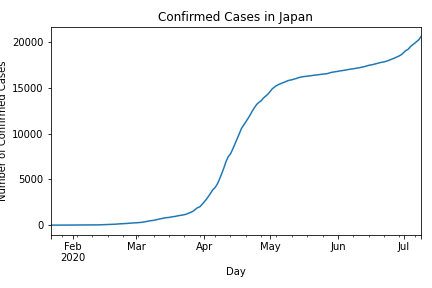 Confirmed Cases in Japan
Number of Confirmed Cases
20000
15000
10000
5000
0
Feb
2020
Mar
Apr
May
Jun
Jul
Day